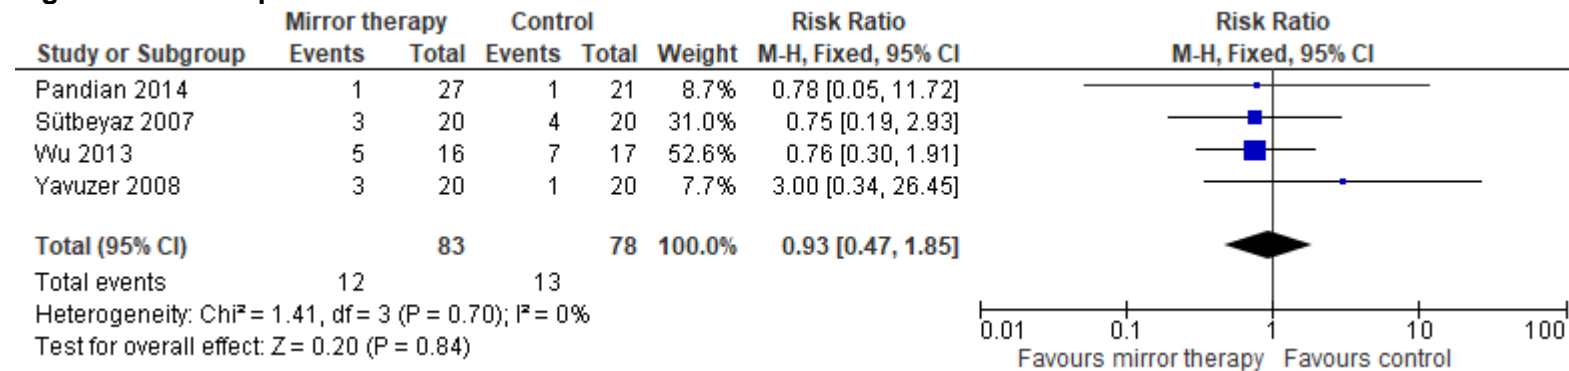 Mirror therapy Control Risk Ratio Risk Ratio
Study or Subgroup Events Total Events Total Weight M-H, Fixed, 95% CI M-H, Fixed, 95% CI
Pandian 2014 1 27 1 21 8.7% 0.78 [0.05, 11.72]
Sütbeyaz 2007 3 20 4 20 31.0% 0.75 [0.19, 2.93]
Wu 2013 5 16 7 17 52.6% 0.76 [0.30, 1.91]
Yavuzer 2008 3 20 1 20 7.7% 3.00 [0.34, 26.45]
Total (95% CI) 83 78 100.0% 0.93 [0.47, 1.85]
Total events 12 13
Heterogeneity: Chi² = 1.41, df = 3 (P = 0.70); I² = 0%
Test for overall effect: Z = 0.20 (P = 0.84)
0.01 0.1 1 10 100
Favours mirror therapy Favours control